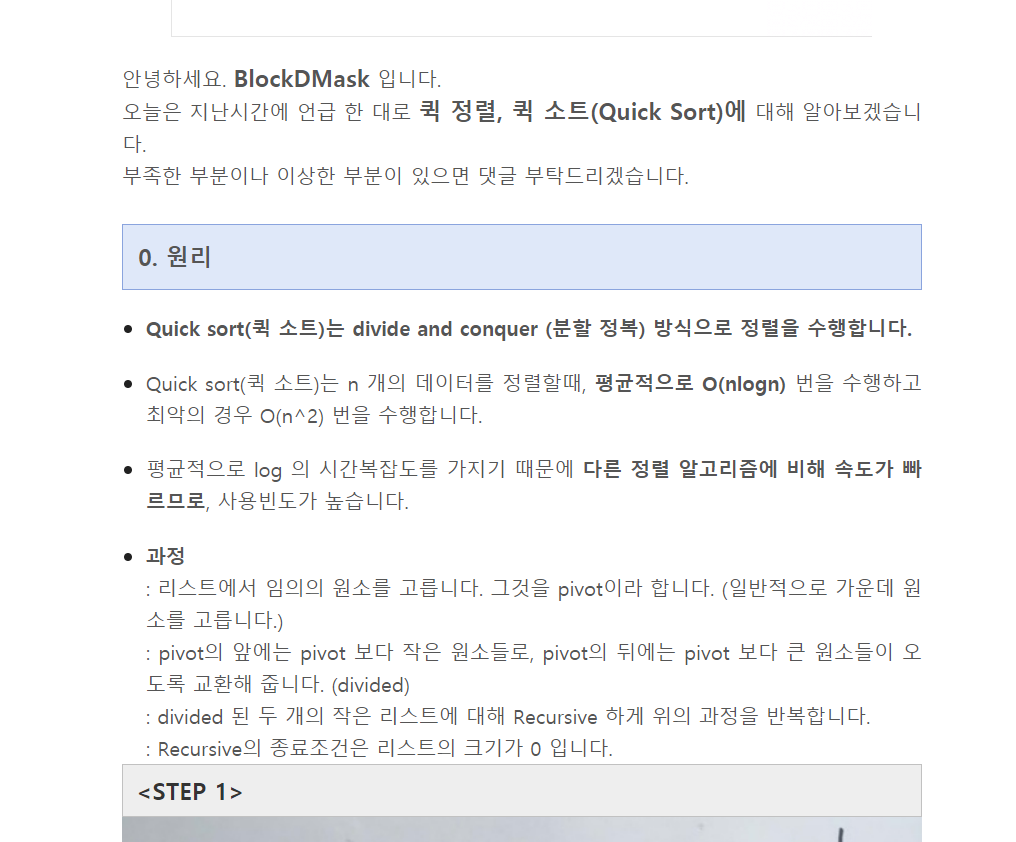 안녕하세요. BlockDMask 입니다.
오늘은 지난시간에 언급 한 대로 퀵 정렬, 퀵 소트(Quick Sort)에 대해 알아보겠습니
다.
부족한 부분이나 이상한 부분이 있으면 댓글 부탁드리겠습니다.
0. 원리
• Quick sort(퀵 소트)는 divide and conquer (분할 정복) 방식으로 정렬을 수행합니다.
• Quick sort(퀵 소트)는 n 개의 데이터를 정렬할때, 평균적으로 O(nlogn) 번을 수행하고
최악의 경우 O(n^2) 번을 수행합니다.
• 평균적으로 log 의 시간복잡도를 가지기 때문에 다른 정렬 알고리즘에 비해 속도가 빠
르므로, 사용빈도가 높습니다.
• 과정
: 리스트에서 임의의 원소를 고릅니다. 그것을 pivot이라 합니다. (일반적으로 가운데 원
소를 고릅니다.)
: pivot의 앞에는 pivot 보다 작은 원소들로, pivot의 뒤에는 pivot 보다 큰 원소들이 오
도록 교환해 줍니다. (divided)
: divided 된 두 개의 작은 리스트에 대해 Recursive 하게 위의 과정을 반복합니다.
: Recursive의 종료조건은 리스트의 크기가 0 입니다.
<STEP 1>